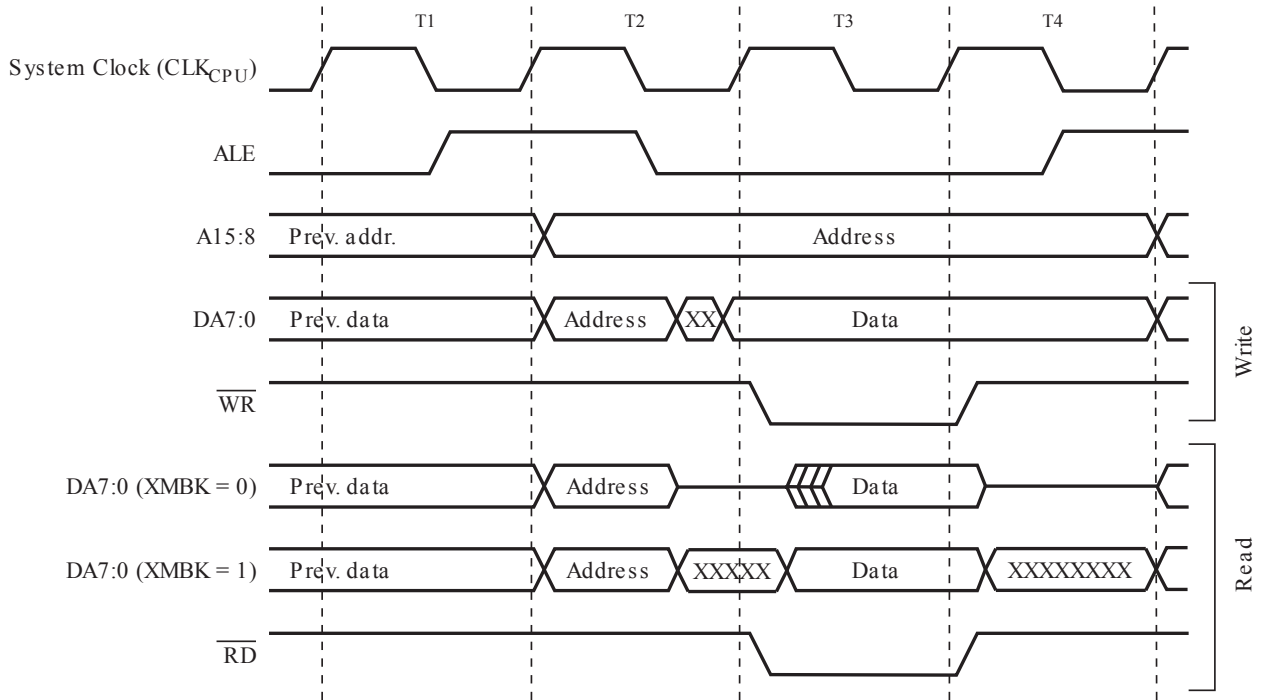 T1 T2 T3 T4
System Clock (CLKCPU)
ALE
A15:8 Prev. addr. Address
DA7:0 Prev. data Address XX Data
WR
Write
DA7:0 (XMBK = 0) Prev. data Address Data
DA7:0 (XMBK = 1) Prev. data Address XXXXX Data XXXXXXXX
RD
Read